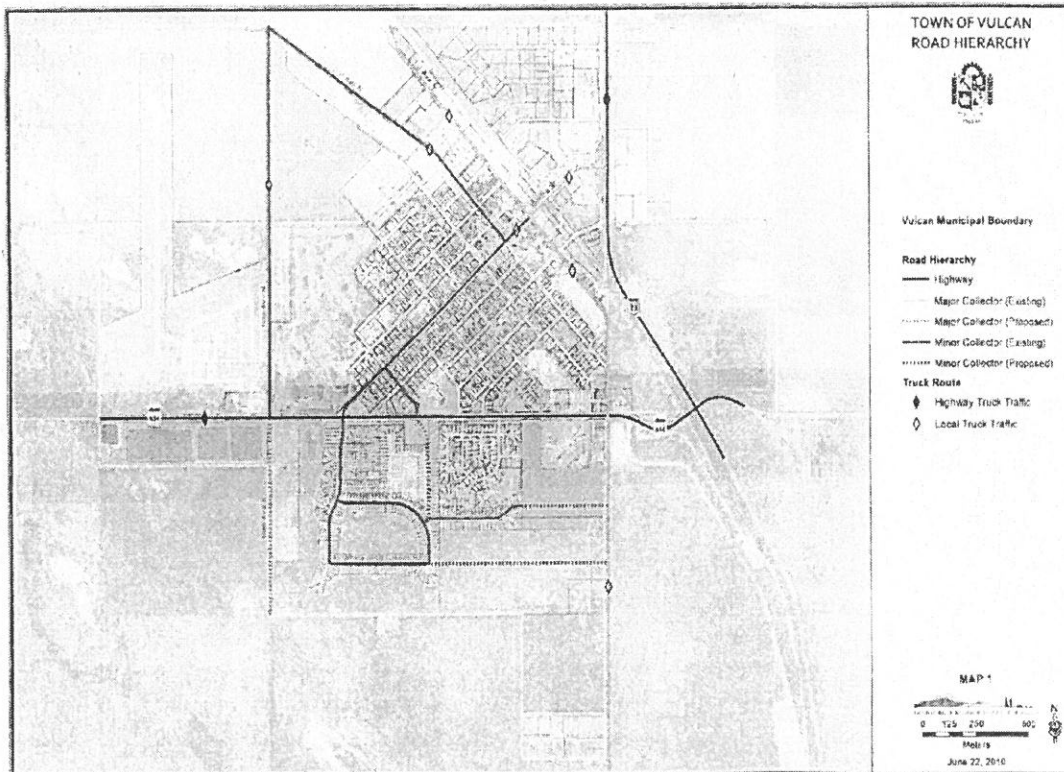 TOWN OF VULCAN
ROAD HIERARCHY
Vulcan Municipal Boundary
Road Hierarchy
Highway
Major Collector (Existing)
Major Collector (Proposed)
Minor Collector (Existing)
Minor Collector (Proposed)
Truck Route
Highway Truck Traffic
Local Truck Traffic
MAP 1
0 125 250 500
Meters
June 22, 2010
N